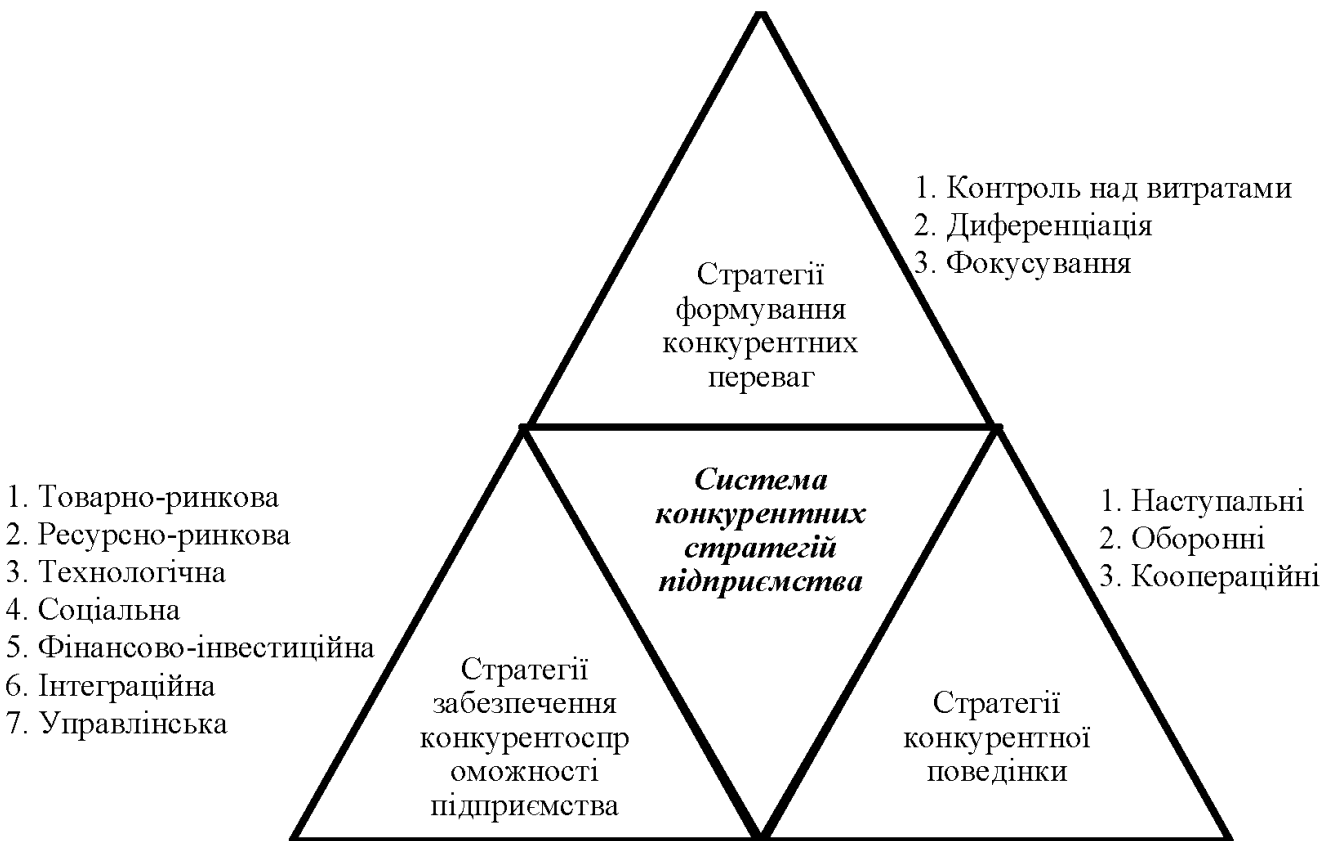 1. Контроль над витратами
2. Диференціація
3. Фокусування
Стратегії
формування
конкурентних
переваг
Система
конкурентних
стратегій
підприємства
1. Товарно-ринкова
2. Ресурсно-ринкова
3. Технологічна
4. Соціальна
5. Фінансово-інвестиційна
6. Інтеграційна
7. Управлінська
1. Наступальні
2. Оборонні
3. Коопераційні
Стратегії
забезпечення
конкурентоспр
оможності
підприємства
Стратегії
конкурентної
поведінки